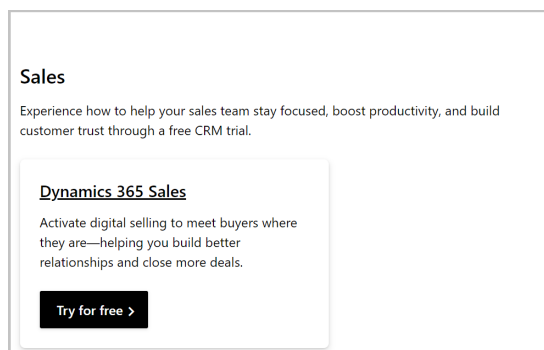 Sales
Experience how to help your sales team stay focused, boost productivity, and build
customer trust through a free CRM trial.
Dynamics 365 Sales
Activate digital selling to meet buyers where
they are—helping you build better
relationships and close more deals.
Try for free